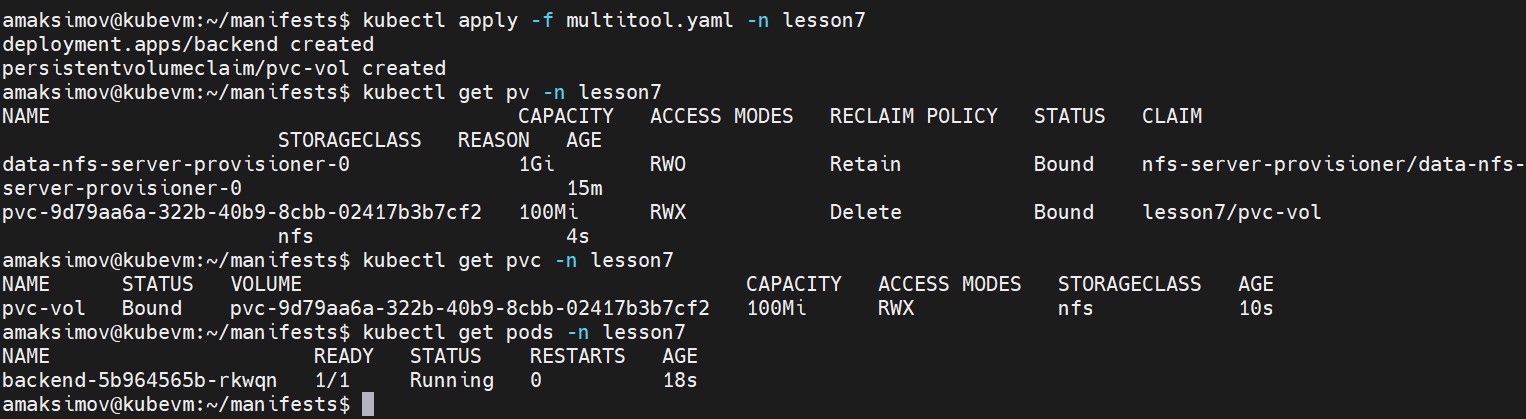 amaksimov@kubevm:~/manifests$ kubectl apply -f multitool.yaml -n lesson7
deployment.apps/backend created
persistentvolumeclaim/pvc-vol created
amaksimov@kubevm:~/manifests$ kubectl get pv -n lesson7
NAME                                       CAPACITY   ACCESS MODES   RECLAIM POLICY   STATUS   CLAIM
                       STORAGECLASS   REASON   AGE
data-nfs-server-provisioner-0              1Gi        RWO            Retain           Bound    nfs-server-provisioner/data-nfs-
server-provisioner-0                           15m
pvc-9d79aa6a-322b-40b9-8cbb-02417b3b7cf2   100Mi      RWX            Delete           Bound    lesson7/pvc-vol
                       nfs                     4s
amaksimov@kubevm:~/manifests$ kubectl get pvc -n lesson7
NAME      STATUS   VOLUME                                     CAPACITY   ACCESS MODES   STORAGECLASS   AGE
pvc-vol   Bound    pvc-9d79aa6a-322b-40b9-8cbb-02417b3b7cf2   100Mi      RWX            nfs            10s
amaksimov@kubevm:~/manifests$ kubectl get pods -n lesson7
NAME                      READY   STATUS    RESTARTS   AGE
backend-5b964565b-rkwqn   1/1     Running   0          18s
amaksimov@kubevm:~/manifests$